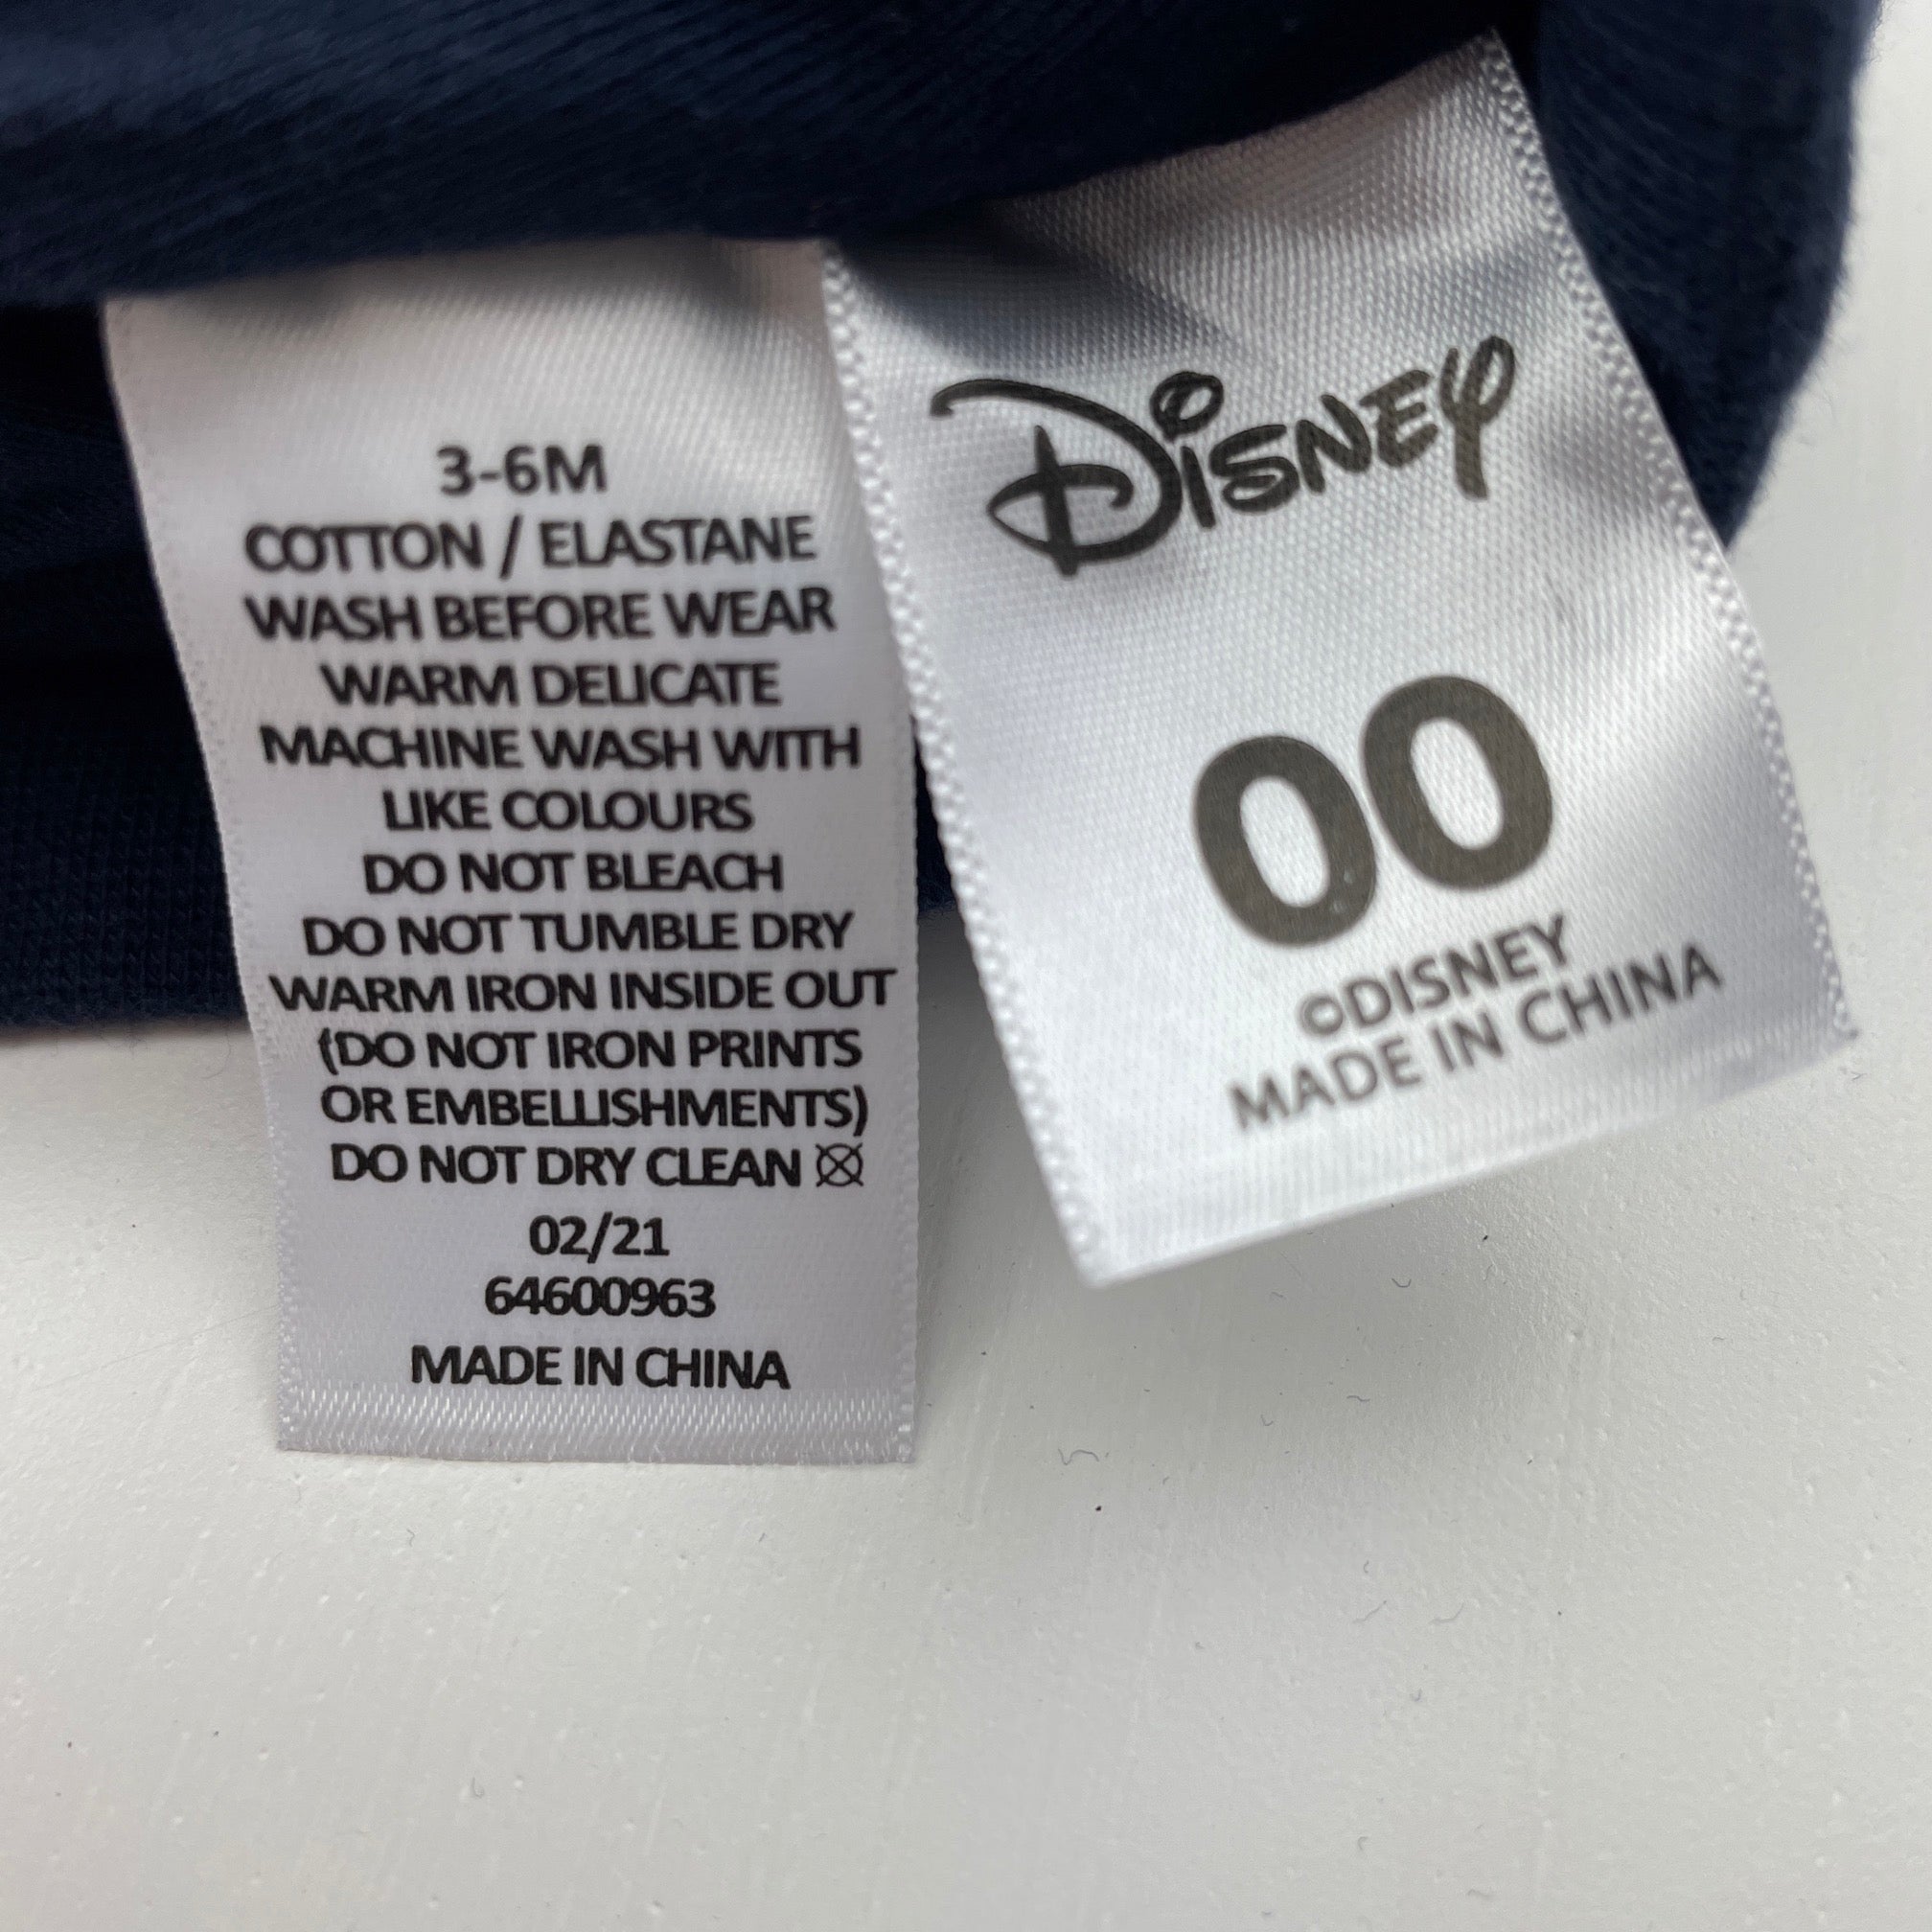 3-6M
COTTON / ELASTANE
WASH BEFORE WEAR
WARM DELICATE
MACHINE WASH WITH
LIKE COLOURS
DO NOT BLEACH
DO NOT TUMBLE DRY
WARM IRON INSIDE OUT
(DO NOT IRON PRINTS
OR EMBELLISHMENTS)
DO NOT DRY CLEAN
02/21
64600963
MADE IN CHINA
DISNEY
00
©DISNEY
MADE IN CHINA